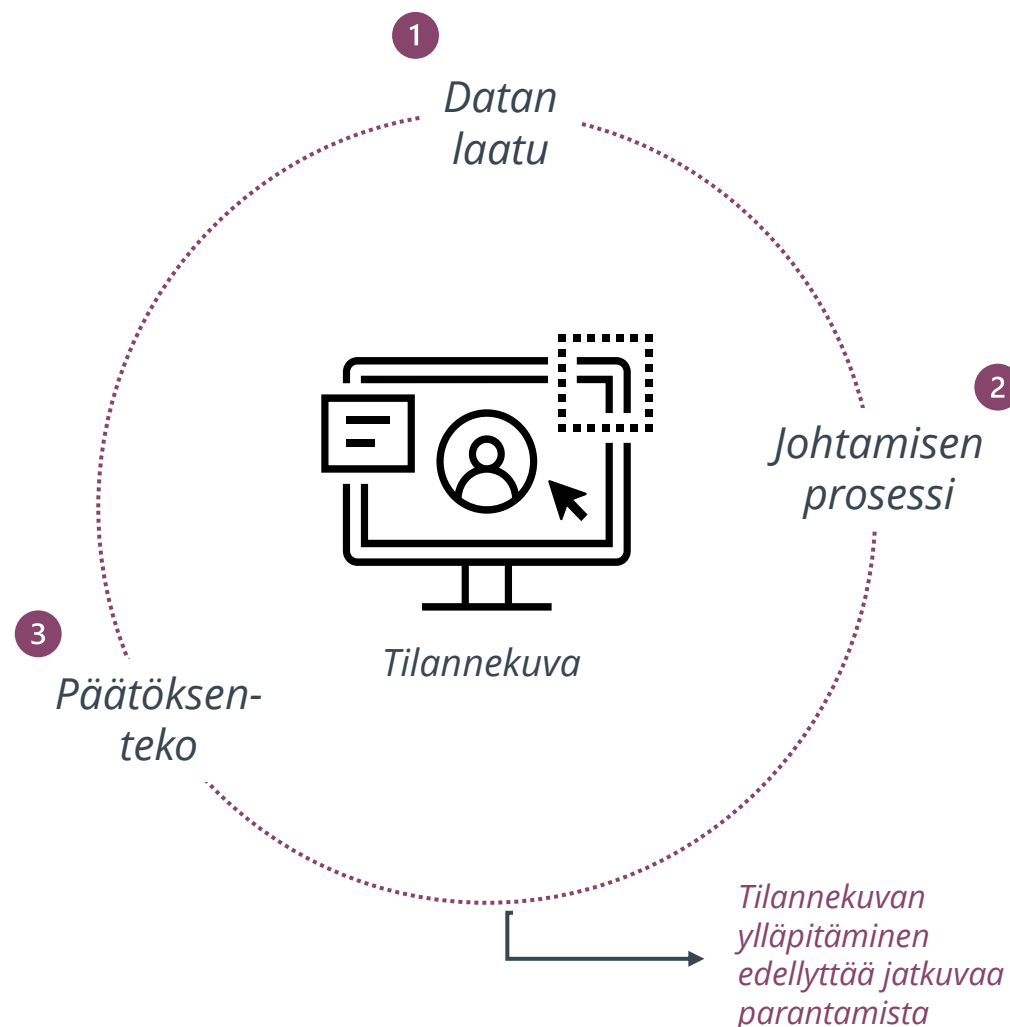 1
Datan
laatu
2
Johtamisen
prosessi
3
Päätöksen-
teko
Tilannekuva
Tilannekuvan
ylläpitäminen
edellyttää jatkuvaa
parantamista